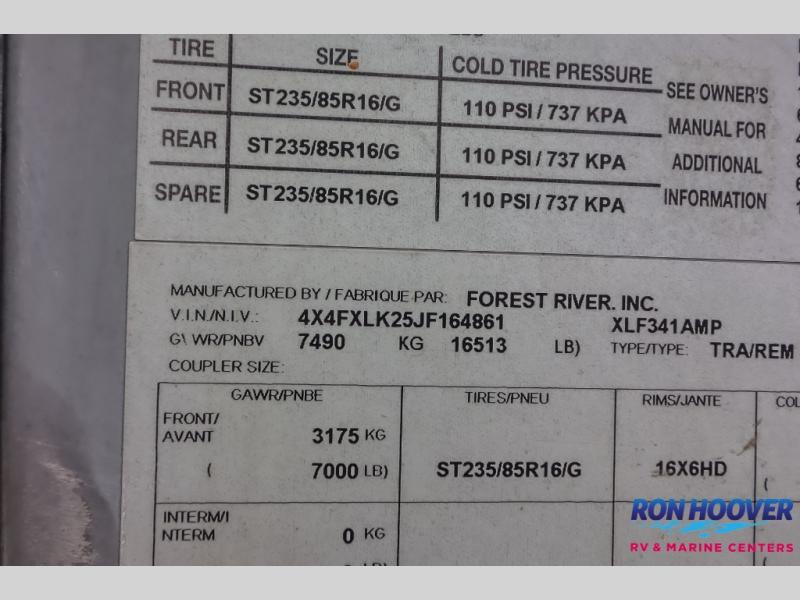 TIRE SIZE COLD TIRE PRESSURE SEE OWNER'S
FRONT ST235/85R16/G 110 PSI / 737 KPA MANUAL FOR
REAR ST235/85R16/G 110 PSI / 737 KPA ADDITIONAL
SPARE ST235/85R16/G 110 PSI / 737 KPA INFORMATION
MANUFACTURED BY / FABRIQUE PAR: FOREST RIVER. INC.
V.I.N./N.I.V.: 4X4FXLK25JF164861 XLF341AMP
G\ WR/PNBV 7490 KG 16513 LB) TYPE/TYPE: TRA/REM
COUPLER SIZE:
GAWR/PNBE TIRES/PNEU RIMS/JANTE COL
FRONT/
AVANT 3175 KG
( 7000 LB) ST235/85R16/G 16X6HD (
INTERM/I
NTERM 0 KG
RON HOOVER
RV & MARINE CENTERS